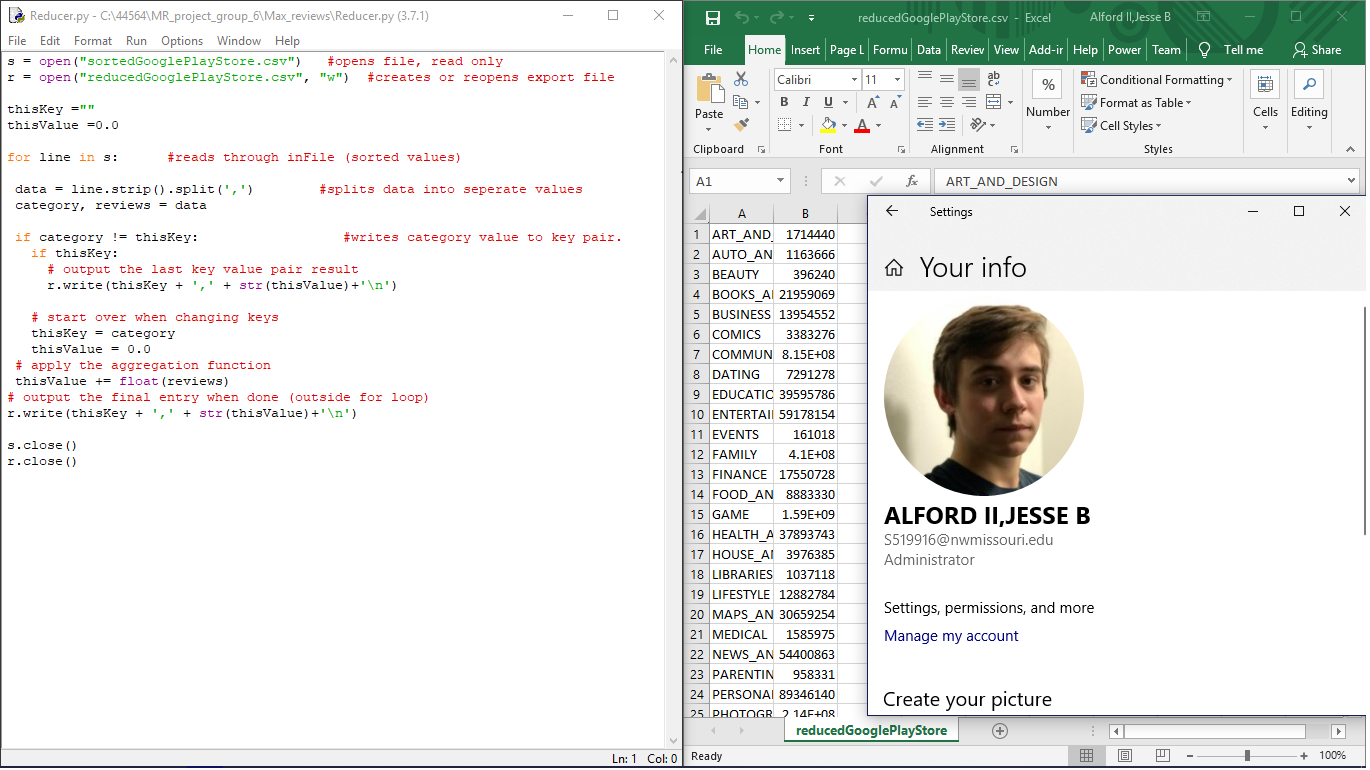 Reducer.py - C:\44564\MR_project_group_6\Max_reviews\Reducer.py (3.7.1)
File Edit Format Run Options Window Help
s = open("sortedGooglePlayStore.csv") #opens file, read only
r = open("reducedGooglePlayStore.csv", "w") #creates or reopens export file
thisKey =""
thisValue =0.0
for line in s: #reads through inFile (sorted values)
data = line.strip().split(',') #splits data into seperate values
category, reviews = data
if category != thisKey: #writes category value to key pair.
if thisKey:
# output the last key value pair result
r.write(thisKey + ',' + str(thisValue)+'\n')
# start over when changing keys
thisKey = category
thisValue = 0.0
# apply the aggregation function
thisValue += float(reviews)
# output the final entry when done (outside for loop)
r.write(thisKey + ',' + str(thisValue)+'\n')
s.close()
r.close()
Ln: 1 Col: 0
reducedGooglePlayStore.csv - Excel Alford II,Jesse B
File Home Insert Page L Formu Data Review View Add-ir Help Power Team Tell me Share
Calibri 11 ab c % Conditional Formatting
B I U A A Format as Table
Paste Number Cells Editing
A Cell Styles
Clipboard Font Alignment Styles
A1 fx ART_AND_DESIGN
A B
1 ART_AND_ 1714440
2 AUTO_AN 1163666
3 BEAUTY 396240
4 BOOKS_AI 21959069
5 BUSINESS 13954552
6 COMICS 3383276
7 COMMUN 8.15E+08
8 DATING 7291278
9 EDUCATIO 39595786
10 ENTERTAI 59178154
11 EVENTS 161018
12 FAMILY 4.1E+08
13 FINANCE 17550728
14 FOOD_AN 8883330
15 GAME 1.59E+09
16 HEALTH_A 37893743
17 HOUSE_AI 3976385
18 LIBRARIES 1037118
19 LIFESTYLE 12882784
20 MAPS_AN 30659254
21 MEDICAL 1585975
22 NEWS_AN 54400863
23 PARENTIN 958331
24 PERSONAI 89346140
25 PHOTOGR 2.14E+08
reducedGooglePlayStore
Ready 100%
Settings
Your info
ALFORD II,JESSE B
S519916@nwmissouri.edu
Administrator
Settings, permissions, and more
Manage my account
Create your picture